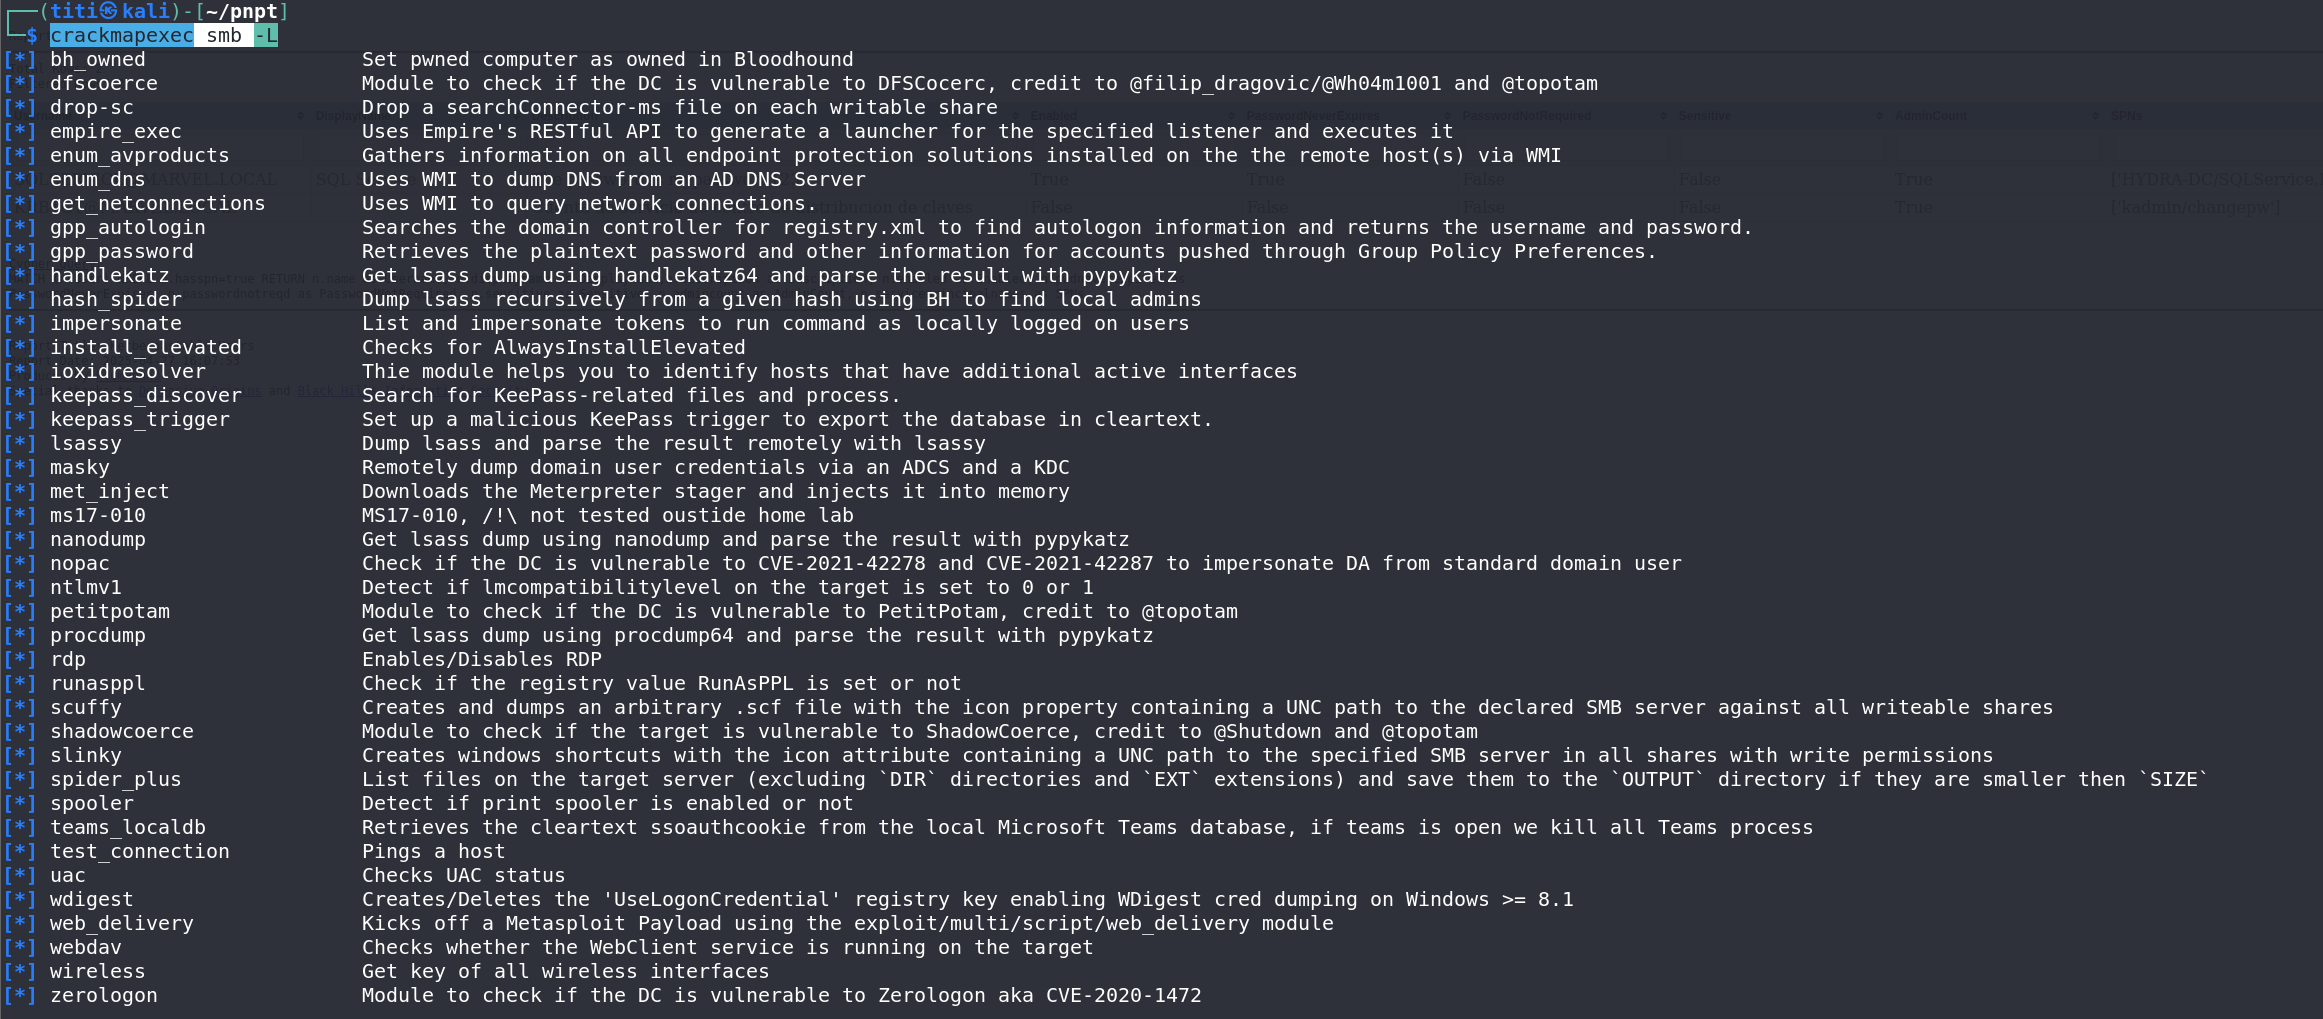 ┌──(titi㉿kali)-[~/pnpt]
└─$ crackmapexec smb -L
[*] bh_owned                  Set pwned computer as owned in Bloodhound
[*] dfscoerce                 Module to check if the DC is vulnerable to DFSCocerc, credit to @filip_dragovic/@Wh04m1001 and @topotam
[*] drop-sc                   Drop a searchConnector-ms file on each writable share
[*] empire_exec               Uses Empire's RESTful API to generate a launcher for the specified listener and executes it
[*] enum_avproducts           Gathers information on all endpoint protection solutions installed on the the remote host(s) via WMI
[*] enum_dns                  Uses WMI to dump DNS from an AD DNS Server
[*] get_netconnections        Uses WMI to query network connections.
[*] gpp_autologin             Searches the domain controller for registry.xml to find autologon information and returns the username and password.
[*] gpp_password              Retrieves the plaintext password and other information for accounts pushed through Group Policy Preferences.
[*] handlekatz                Get lsass dump using handlekatz64 and parse the result with pypykatz
[*] hash_spider               Dump lsass recursively from a given hash using BH to find local admins
[*] impersonate               List and impersonate tokens to run command as locally logged on users
[*] install_elevated          Checks for AlwaysInstallElevated
[*] ioxidresolver             Thie module helps you to identify hosts that have additional active interfaces
[*] keepass_discover          Search for KeePass-related files and process.
[*] keepass_trigger           Set up a malicious KeePass trigger to export the database in cleartext.
[*] lsassy                    Dump lsass and parse the result remotely with lsassy
[*] masky                     Remotely dump domain user credentials via an ADCS and a KDC
[*] met_inject                Downloads the Meterpreter stager and injects it into memory
[*] ms17-010                  MS17-010, /!\ not tested oustide home lab
[*] nanodump                  Get lsass dump using nanodump and parse the result with pypykatz
[*] nopac                     Check if the DC is vulnerable to CVE-2021-42278 and CVE-2021-42287 to impersonate DA from standard domain user
[*] ntlmv1                    Detect if lmcompatibilitylevel on the target is set to 0 or 1
[*] petitpotam                Module to check if the DC is vulnerable to PetitPotam, credit to @topotam
[*] procdump                  Get lsass dump using procdump64 and parse the result with pypykatz
[*] rdp                       Enables/Disables RDP
[*] runasppl                  Check if the registry value RunAsPPL is set or not
[*] scuffy                    Creates and dumps an arbitrary .scf file with the icon property containing a UNC path to the declared SMB server against all writeable shares
[*] shadowcoerce              Module to check if the target is vulnerable to ShadowCoerce, credit to @Shutdown and @topotam
[*] slinky                    Creates windows shortcuts with the icon attribute containing a UNC path to the specified SMB server in all shares with write permissions
[*] spider_plus               List files on the target server (excluding `DIR` directories and `EXT` extensions) and save them to the `OUTPUT` directory if they are smaller then `SIZE`
[*] spooler                   Detect if print spooler is enabled or not
[*] teams_localdb             Retrieves the cleartext ssoauthcookie from the local Microsoft Teams database, if teams is open we kill all Teams process
[*] test_connection           Pings a host
[*] uac                       Checks UAC status
[*] wdigest                   Creates/Deletes the 'UseLogonCredential' registry key enabling WDigest cred dumping on Windows >= 8.1
[*] web_delivery              Kicks off a Metasploit Payload using the exploit/multi/script/web_delivery module
[*] webdav                    Checks whether the WebClient service is running on the target
[*] wireless                  Get key of all wireless interfaces
[*] zerologon                 Module to check if the DC is vulnerable to Zerologon aka CVE-2020-1472